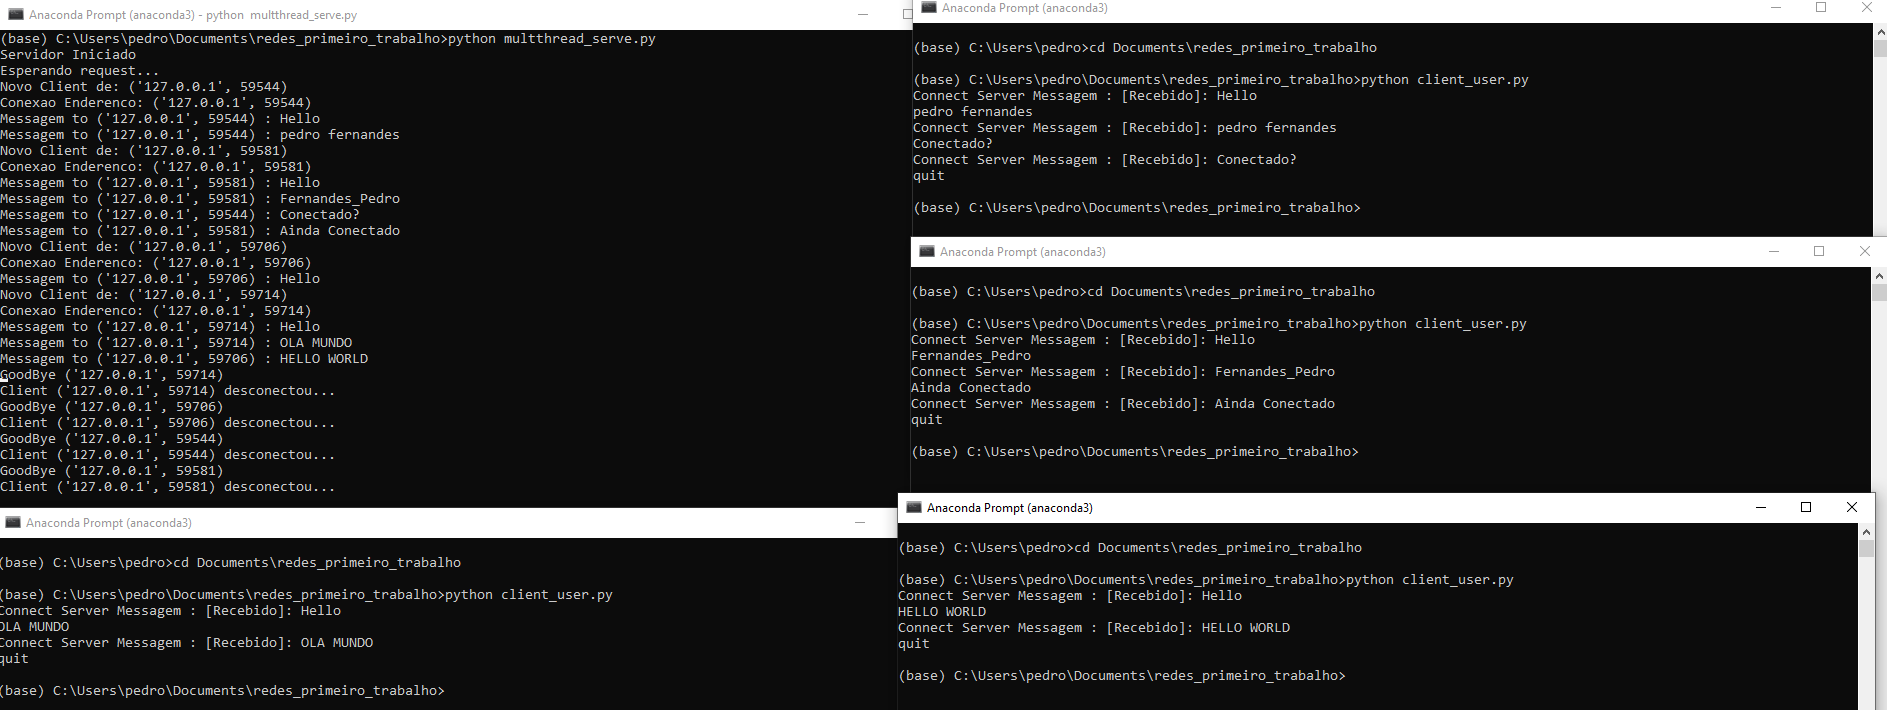 Anaconda Prompt (anaconda3) - python  multthread_serve.py
(base) C:\Users\pedro\Documents\redes_primeiro_trabalho>python multthread_serve.py
Servidor Iniciado
Esperando request...
Novo Client de: ('127.0.0.1', 59544)
Conexao Enderenco: ('127.0.0.1', 59544)
Messagem to ('127.0.0.1', 59544) : Hello
Messagem to ('127.0.0.1', 59544) : pedro fernandes
Novo Client de: ('127.0.0.1', 59581)
Conexao Enderenco: ('127.0.0.1', 59581)
Messagem to ('127.0.0.1', 59581) : Hello
Messagem to ('127.0.0.1', 59581) : Fernandes_Pedro
Messagem to ('127.0.0.1', 59544) : Conectado?
Messagem to ('127.0.0.1', 59581) : Ainda Conectado
Novo Client de: ('127.0.0.1', 59706)
Conexao Enderenco: ('127.0.0.1', 59706)
Messagem to ('127.0.0.1', 59706) : Hello
Novo Client de: ('127.0.0.1', 59714)
Conexao Enderenco: ('127.0.0.1', 59714)
Messagem to ('127.0.0.1', 59714) : Hello
Messagem to ('127.0.0.1', 59714) : OLA MUNDO
Messagem to ('127.0.0.1', 59706) : HELLO WORLD
GoodBye ('127.0.0.1', 59714)
Client ('127.0.0.1', 59714) desconectou...
GoodBye ('127.0.0.1', 59706)
Client ('127.0.0.1', 59706) desconectou...
GoodBye ('127.0.0.1', 59544)
Client ('127.0.0.1', 59544) desconectou...
GoodBye ('127.0.0.1', 59581)
Client ('127.0.0.1', 59581) desconectou...
Anaconda Prompt (anaconda3)
(base) C:\Users\pedro>cd Documents\redes_primeiro_trabalho
(base) C:\Users\pedro\Documents\redes_primeiro_trabalho>python client_user.py
Connect Server Messagem : [Recebido]: Hello
pedro fernandes
Connect Server Messagem : [Recebido]: pedro fernandes
Conectado?
Connect Server Messagem : [Recebido]: Conectado?
quit
(base) C:\Users\pedro\Documents\redes_primeiro_trabalho>
Anaconda Prompt (anaconda3)
(base) C:\Users\pedro>cd Documents\redes_primeiro_trabalho
(base) C:\Users\pedro\Documents\redes_primeiro_trabalho>python client_user.py
Connect Server Messagem : [Recebido]: Hello
Fernandes_Pedro
Connect Server Messagem : [Recebido]: Fernandes_Pedro
Ainda Conectado
Connect Server Messagem : [Recebido]: Ainda Conectado
quit
(base) C:\Users\pedro\Documents\redes_primeiro_trabalho>
Anaconda Prompt (anaconda3)
(base) C:\Users\pedro>cd Documents\redes_primeiro_trabalho
(base) C:\Users\pedro\Documents\redes_primeiro_trabalho>python client_user.py
Connect Server Messagem : [Recebido]: Hello
OLA MUNDO
Connect Server Messagem : [Recebido]: OLA MUNDO
quit
(base) C:\Users\pedro\Documents\redes_primeiro_trabalho>
Anaconda Prompt (anaconda3)
(base) C:\Users\pedro>cd Documents\redes_primeiro_trabalho
(base) C:\Users\pedro\Documents\redes_primeiro_trabalho>python client_user.py
Connect Server Messagem : [Recebido]: Hello
HELLO WORLD
Connect Server Messagem : [Recebido]: HELLO WORLD
quit
(base) C:\Users\pedro\Documents\redes_primeiro_trabalho>